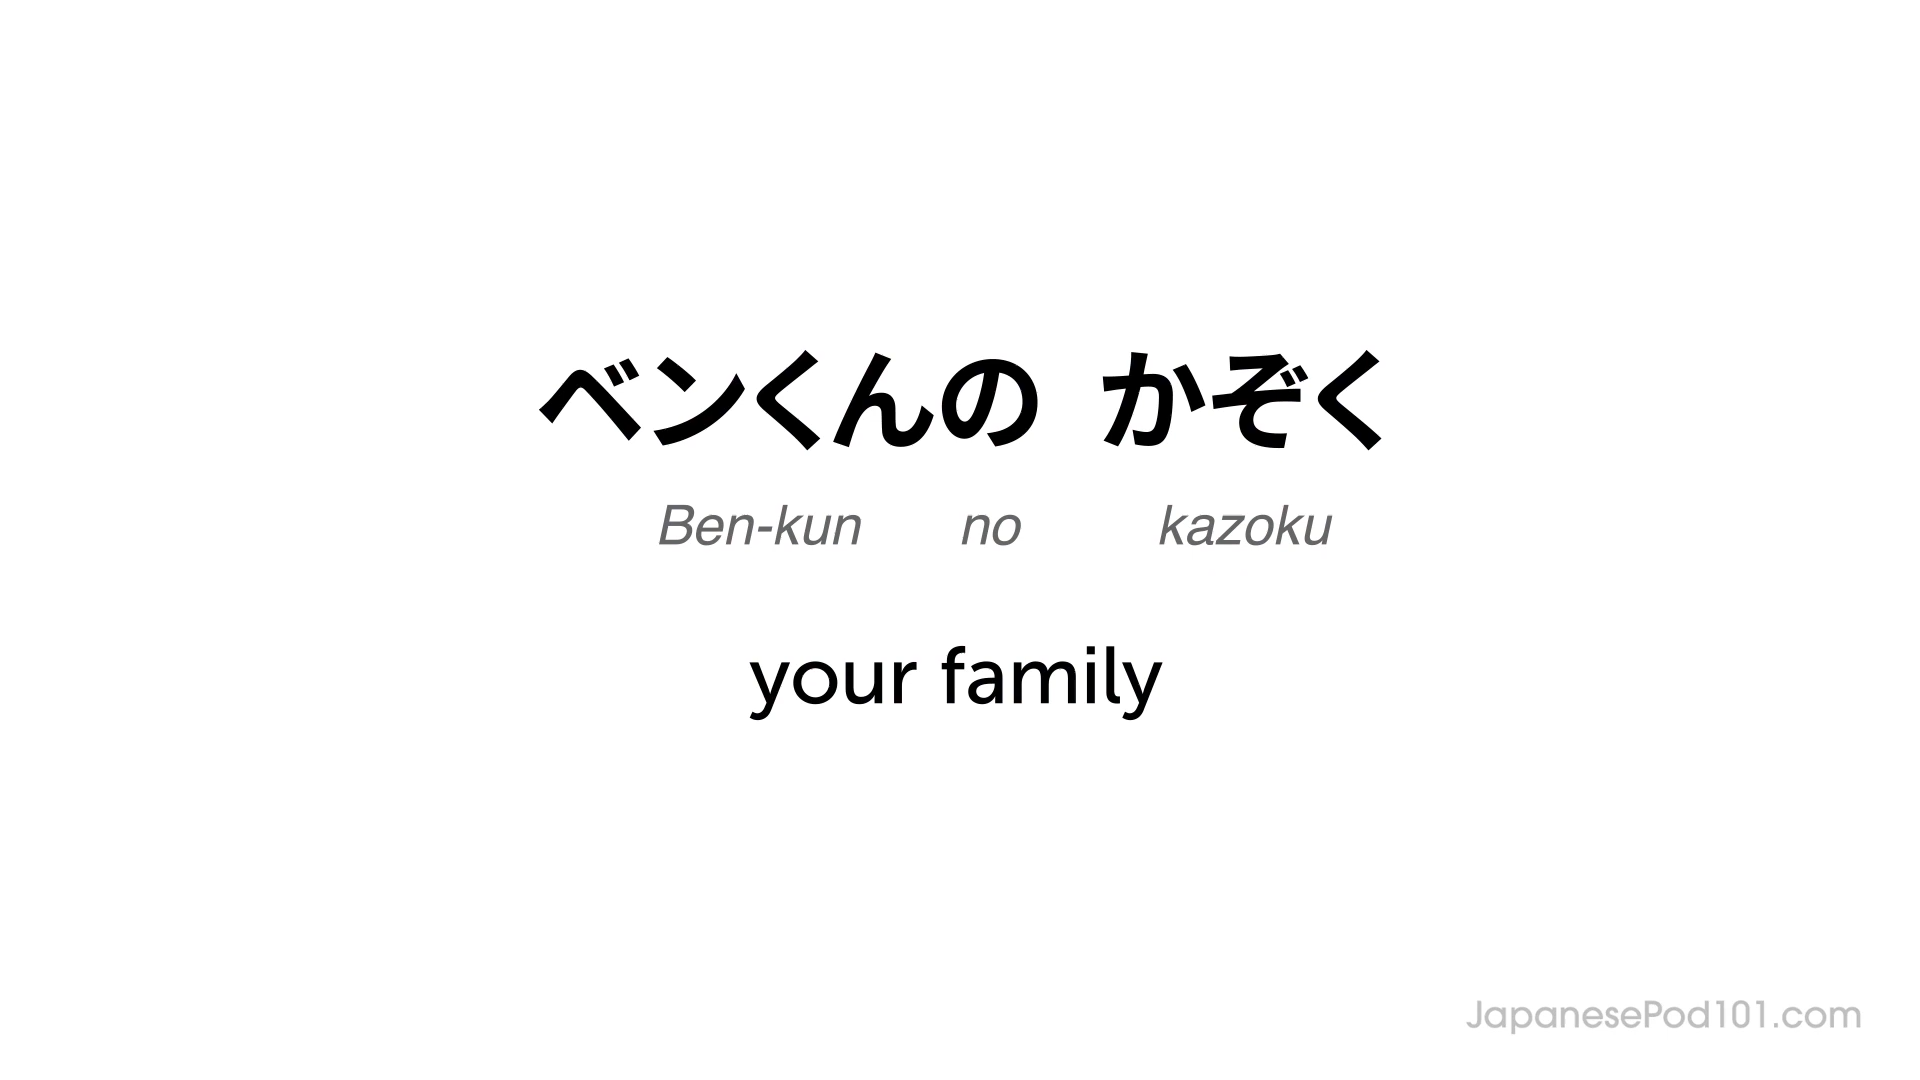 ベンくんの かぞく
Ben-kun no kazoku
your family
JapanesePod101.com